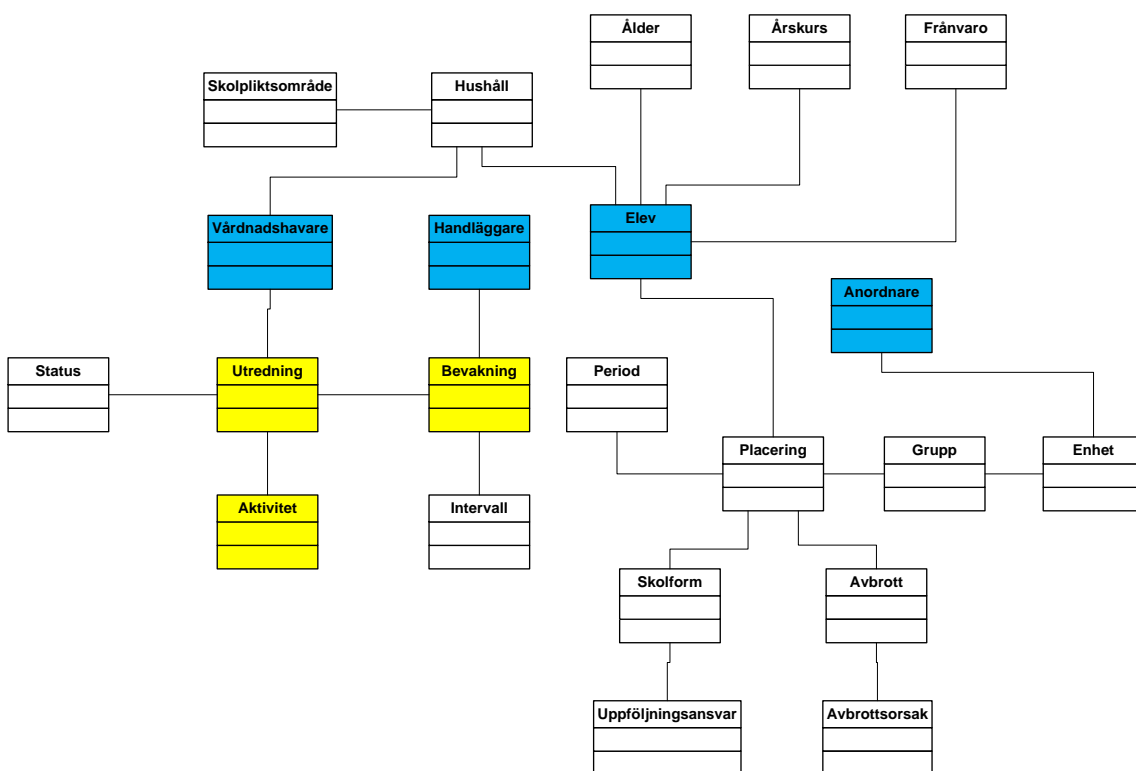 Ålder
Årskurs
Frånvaro
Skolpliktsområde
Hushåll
Vårdnadshavare
Handläggare
Elev
Anordnare
Status
Utredning
Bevakning
Period
Placering
Grupp
Enhet
Aktivitet
Intervall
Skolform
Avbrott
Uppföljningsansvar
Avbrottsorsak